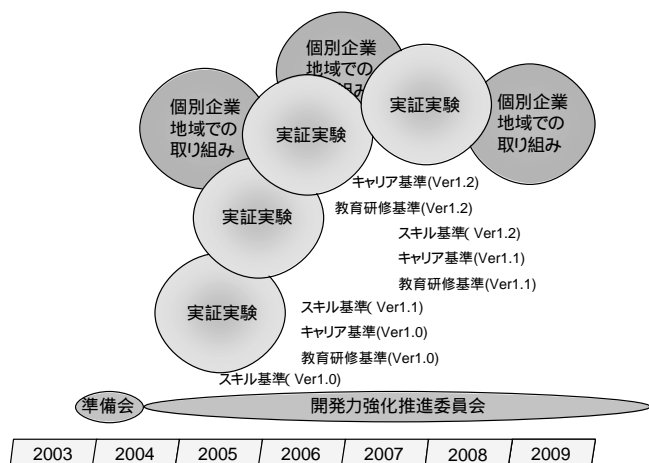 個別企業
地域での
組み
個別企業
地域での
取り組み
実証実験
実証実験
個別企業
地域での
取り組み
キャリア基準(Ver1.2)
教育研修基準(Ver1.2)
実証実験
スキル基準( Ver1.2)
キャリア基準(Ver1.1)
教育研修基準(Ver1.1)
実証実験
スキル基準( Ver1.1)
キャリア基準(Ver1.0)
教育研修基準(Ver1.0)
スキル基準( Ver1.0)
準備会
開発力強化推進委員会
2003 2004 2005 2006 2007 2008 2009